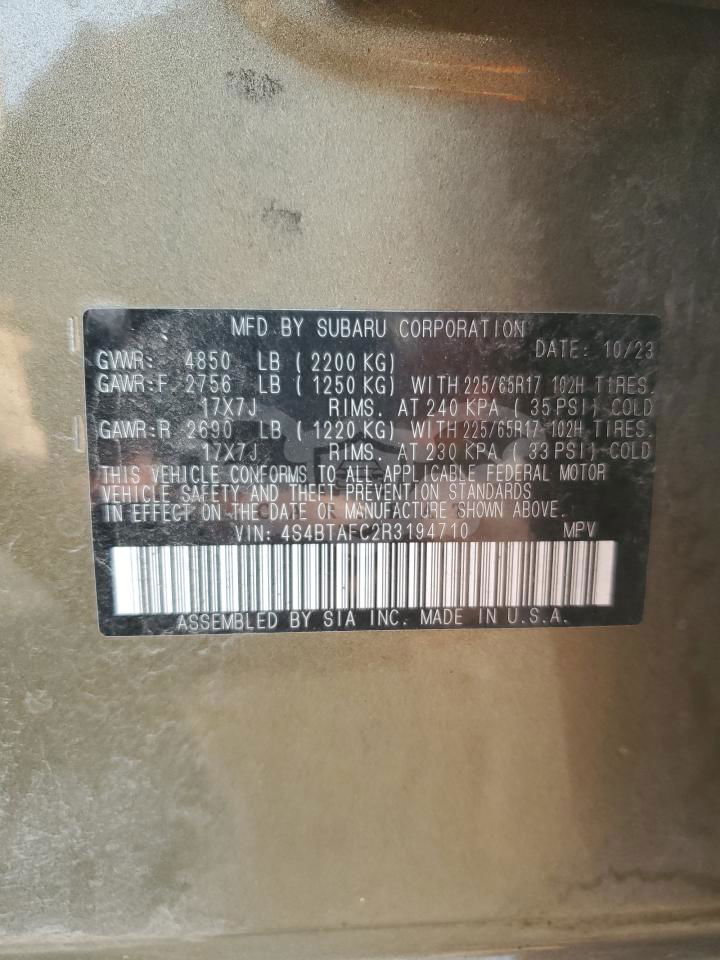 MFD BY SUBARU CORPORATION
DATE: 10/23
GVWR: 4850 LB ( 2200 KG)
GAWR:F 2756 LB ( 1250 KG) WITH 225/65R17 102H TIRES.
17X7J RIMS. AT 240 KPA ( 35 PSI) COLD
GAWR:R 2690 LB ( 1220 KG) WITH 225/65R17 102H TIRES.
17X7J RIMS. AT 230 KPA ( 33 PSI) COLD
THIS VEHICLE CONFORMS TO ALL APPLICABLE FEDERAL MOTOR
VEHICLE SAFETY AND THEFT PREVENTION STANDARDS
IN EFFECT ON THE DATE OF MANUFACTURE SHOWN ABOVE.
VIN: 4S4BTAFC2R3194710 MPV
ASSEMBLED BY SIA INC. MADE IN U.S.A.